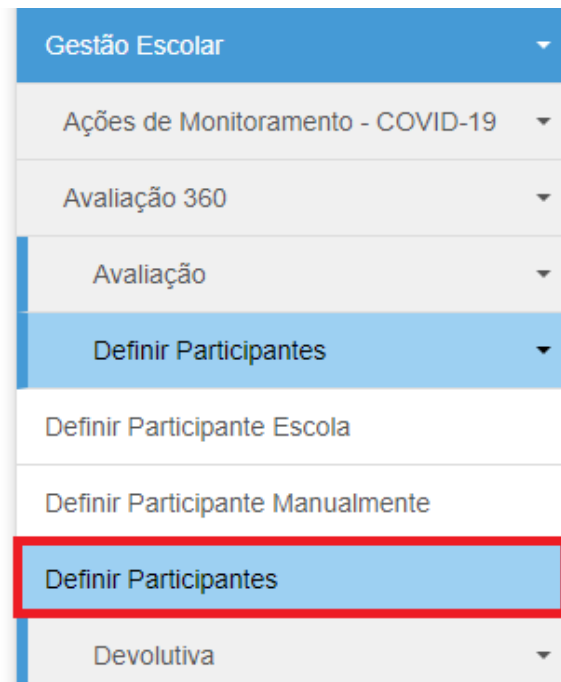 Gestão Escolar
Ações de Monitoramento - COVID-19
Avaliação 360
Avaliação
Definir Participantes
Definir Participante Escola
Definir Participante Manualmente
Definir Participantes
Devolutiva